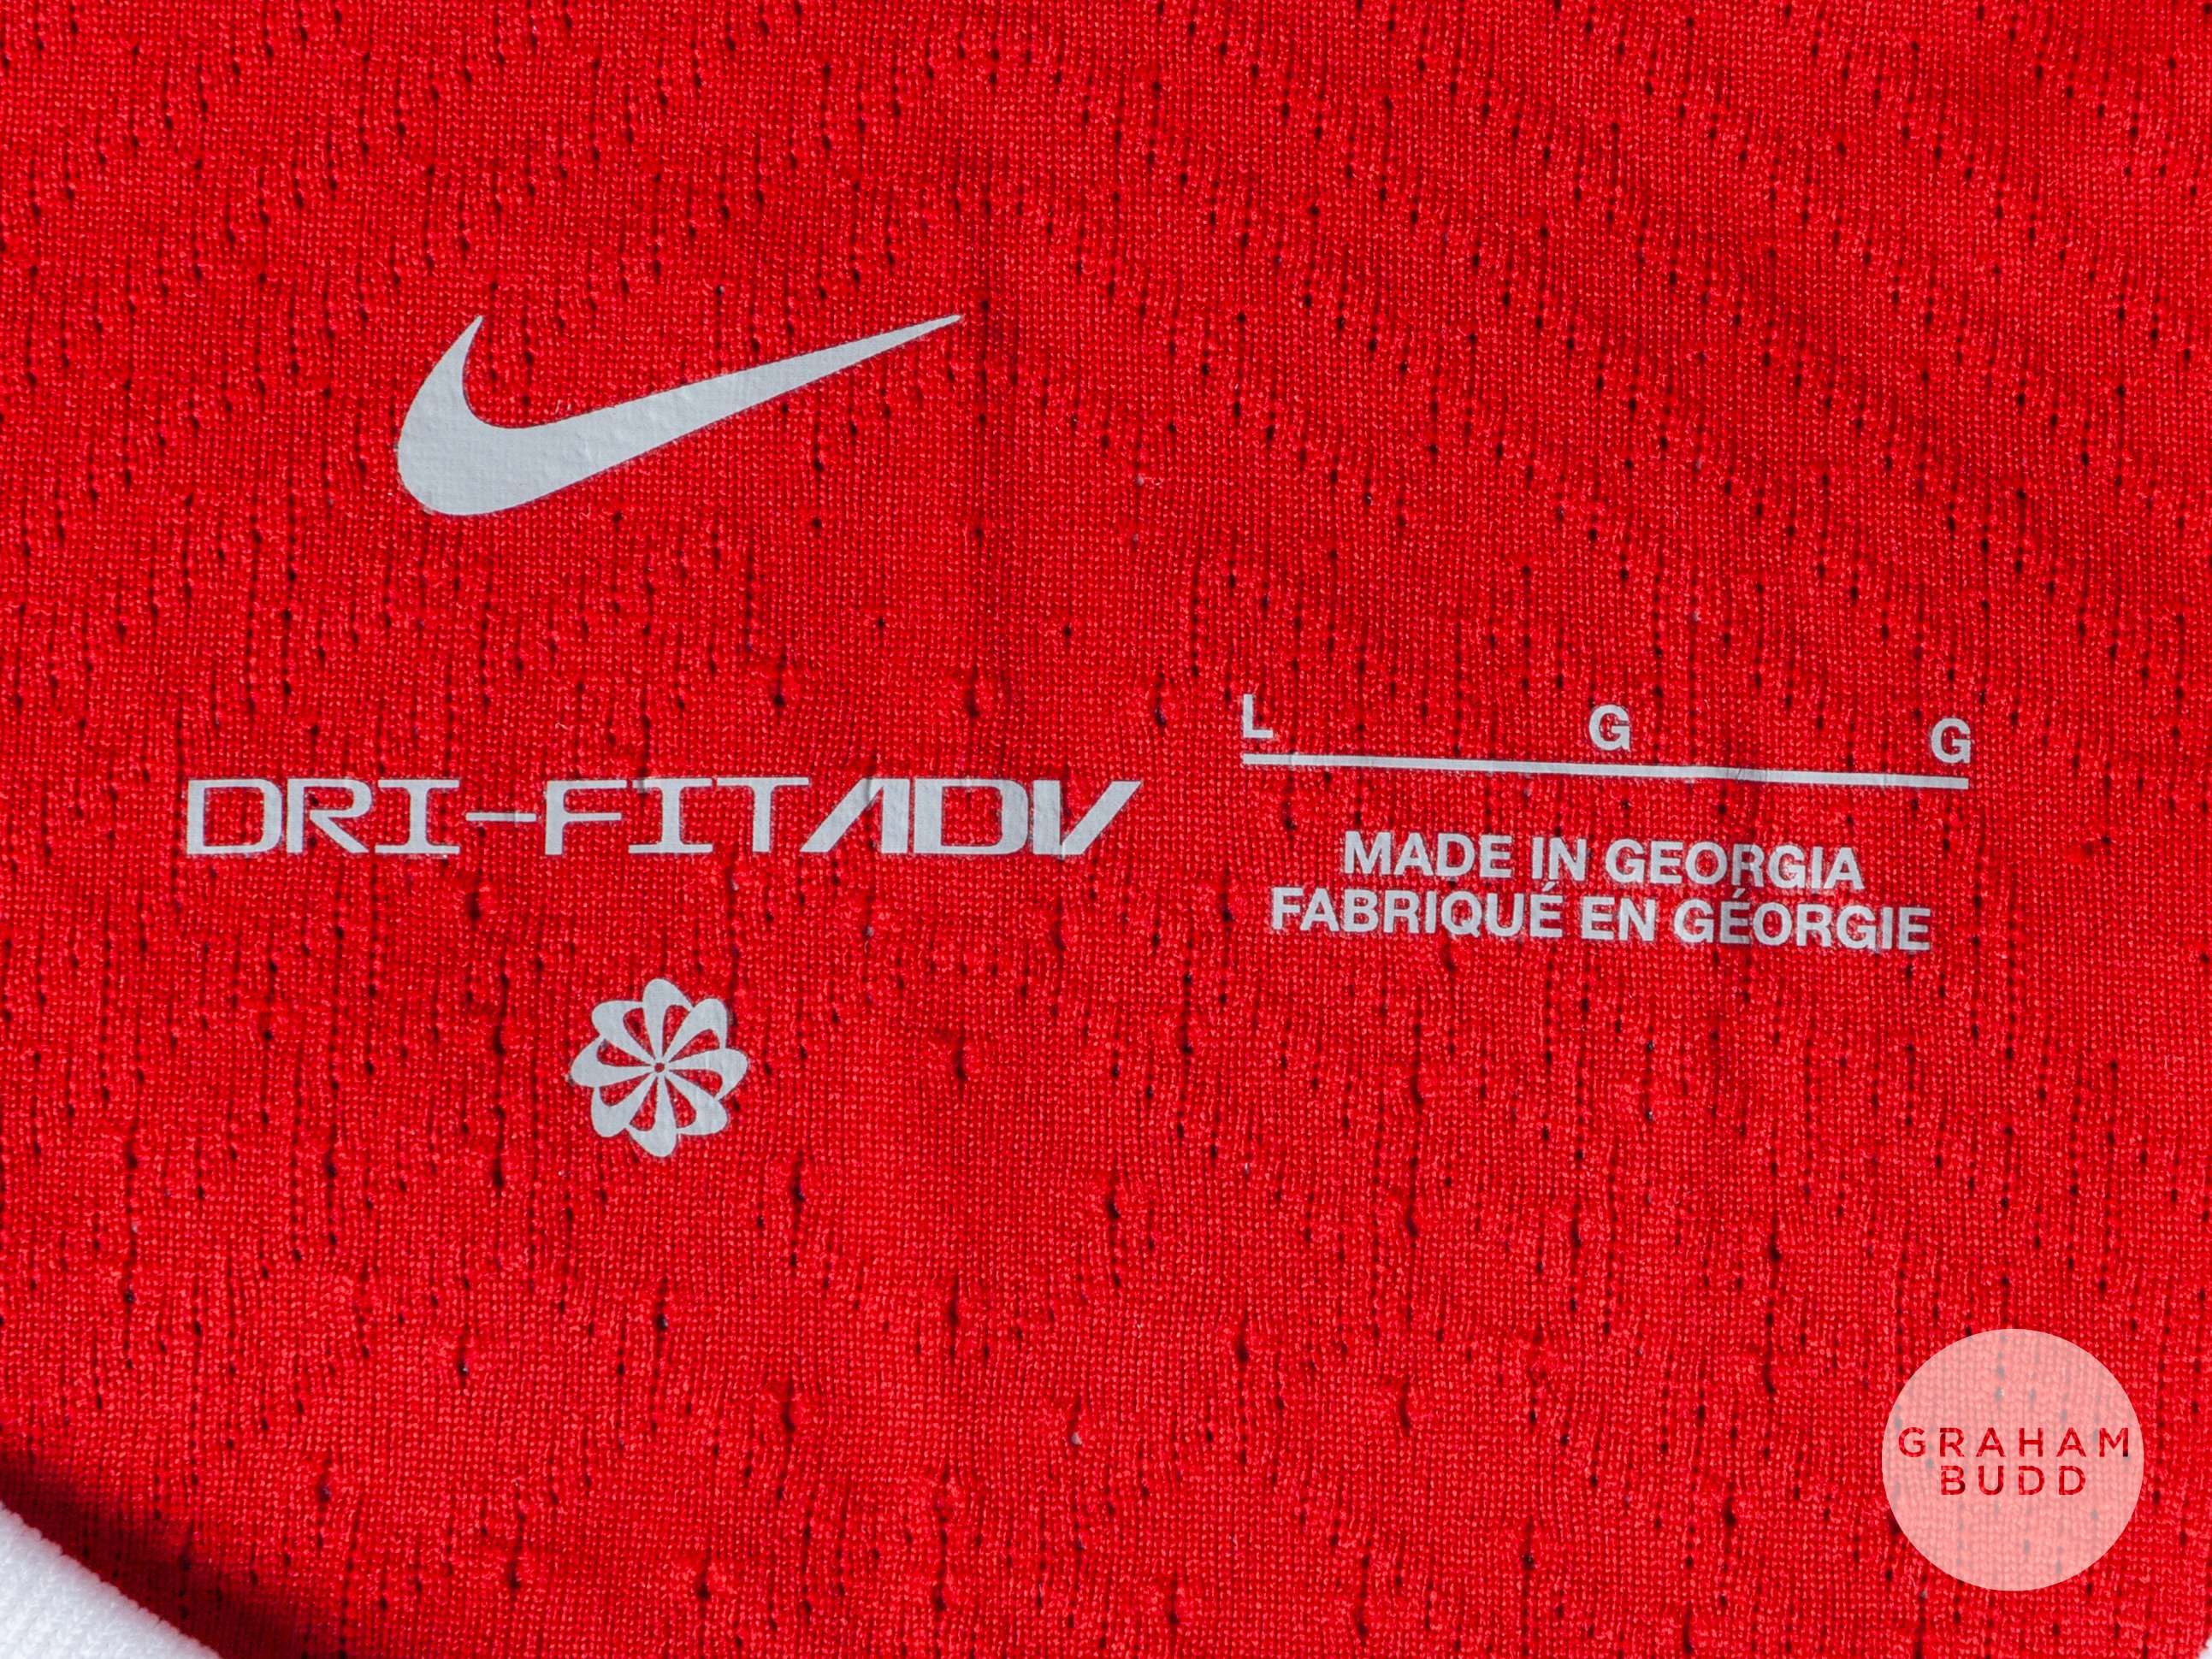 L G G
DRI-FITADV
MADE IN GEORGIA
FABRIQUÉ EN GÉORGIE
GRAHAM
BUDD